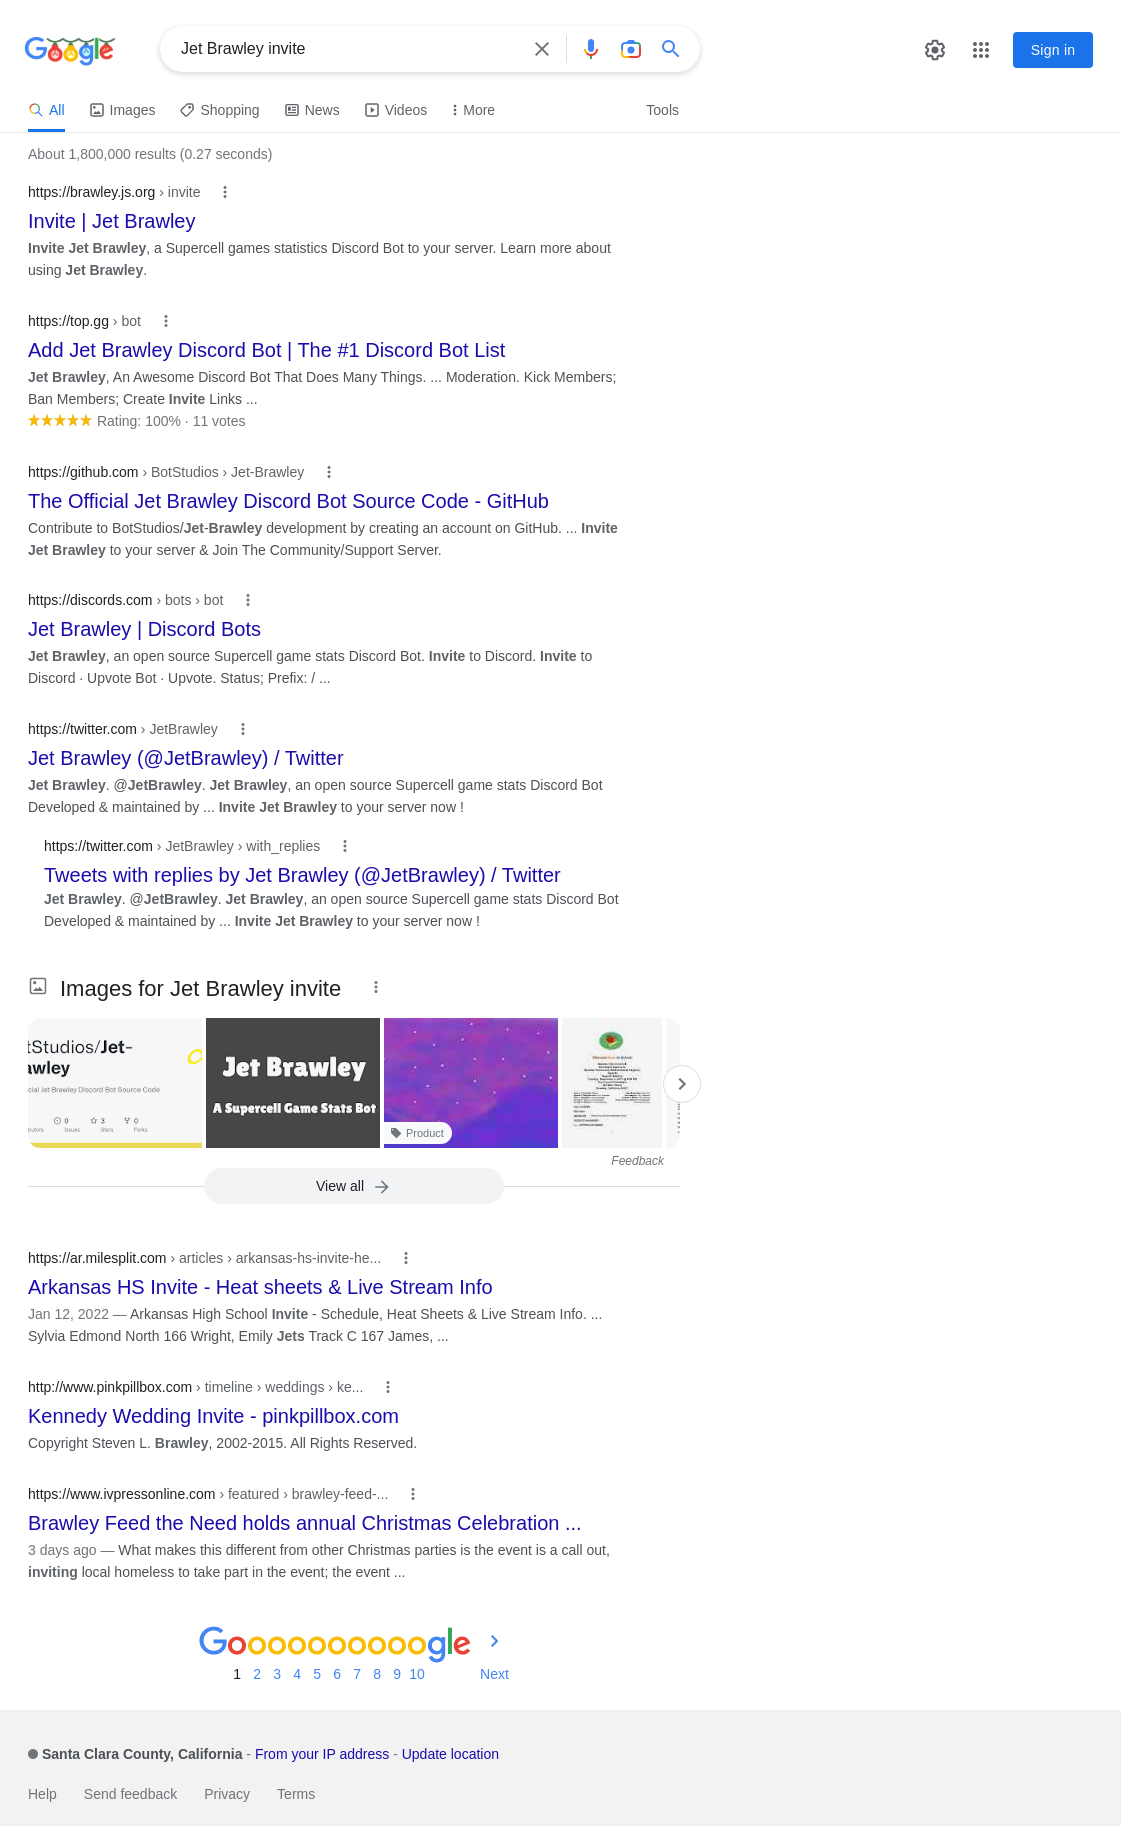 Google
Jet Brawley invite
Sign in
All Images Shopping News Videos More Tools
About 1,800,000 results (0.27 seconds)
https://brawley.js.org › invite
Invite | Jet Brawley
Invite Jet Brawley, a Supercell games statistics Discord Bot to your server. Learn more about
using Jet Brawley.
https://top.gg › bot
Add Jet Brawley Discord Bot | The #1 Discord Bot List
Jet Brawley, An Awesome Discord Bot That Does Many Things. ... Moderation. Kick Members;
Ban Members; Create Invite Links ...
Rating: 100% · 11 votes
https://github.com › BotStudios › Jet-Brawley
The Official Jet Brawley Discord Bot Source Code - GitHub
Contribute to BotStudios/Jet-Brawley development by creating an account on GitHub. ... Invite
Jet Brawley to your server & Join The Community/Support Server.
https://discords.com › bots › bot
Jet Brawley | Discord Bots
Jet Brawley, an open source Supercell game stats Discord Bot. Invite to Discord. Invite to
Discord · Upvote Bot · Upvote. Status; Prefix: / ...
https://twitter.com › JetBrawley
Jet Brawley (@JetBrawley) / Twitter
Jet Brawley. @JetBrawley. Jet Brawley, an open source Supercell game stats Discord Bot
Developed & maintained by ... Invite Jet Brawley to your server now !
https://twitter.com › JetBrawley › with_replies
Tweets with replies by Jet Brawley (@JetBrawley) / Twitter
Jet Brawley. @JetBrawley. Jet Brawley, an open source Supercell game stats Discord Bot
Developed & maintained by ... Invite Jet Brawley to your server now !
Images for Jet Brawley invite
tStudios/Jet-
awley
cial Jet Brawley Discord Bot Source Code
0 3 0
Issues Stars Forks
Jet Brawley
A Supercell Game Stats Bot
Product
Feedback
View all
https://ar.milesplit.com › articles › arkansas-hs-invite-he...
Arkansas HS Invite - Heat sheets & Live Stream Info
Jan 12, 2022 — Arkansas High School Invite - Schedule, Heat Sheets & Live Stream Info. ...
Sylvia Edmond North 166 Wright, Emily Jets Track C 167 James, ...
http://www.pinkpillbox.com › timeline › weddings › ke...
Kennedy Wedding Invite - pinkpillbox.com
Copyright Steven L. Brawley, 2002-2015. All Rights Reserved.
https://www.ivpressonline.com › featured › brawley-feed-...
Brawley Feed the Need holds annual Christmas Celebration ...
3 days ago — What makes this different from other Christmas parties is the event is a call out,
inviting local homeless to take part in the event; the event ...
Goooooooooogle
1 2 3 4 5 6 7 8 9 10 Next
Santa Clara County, California - From your IP address - Update location
Help Send feedback Privacy Terms